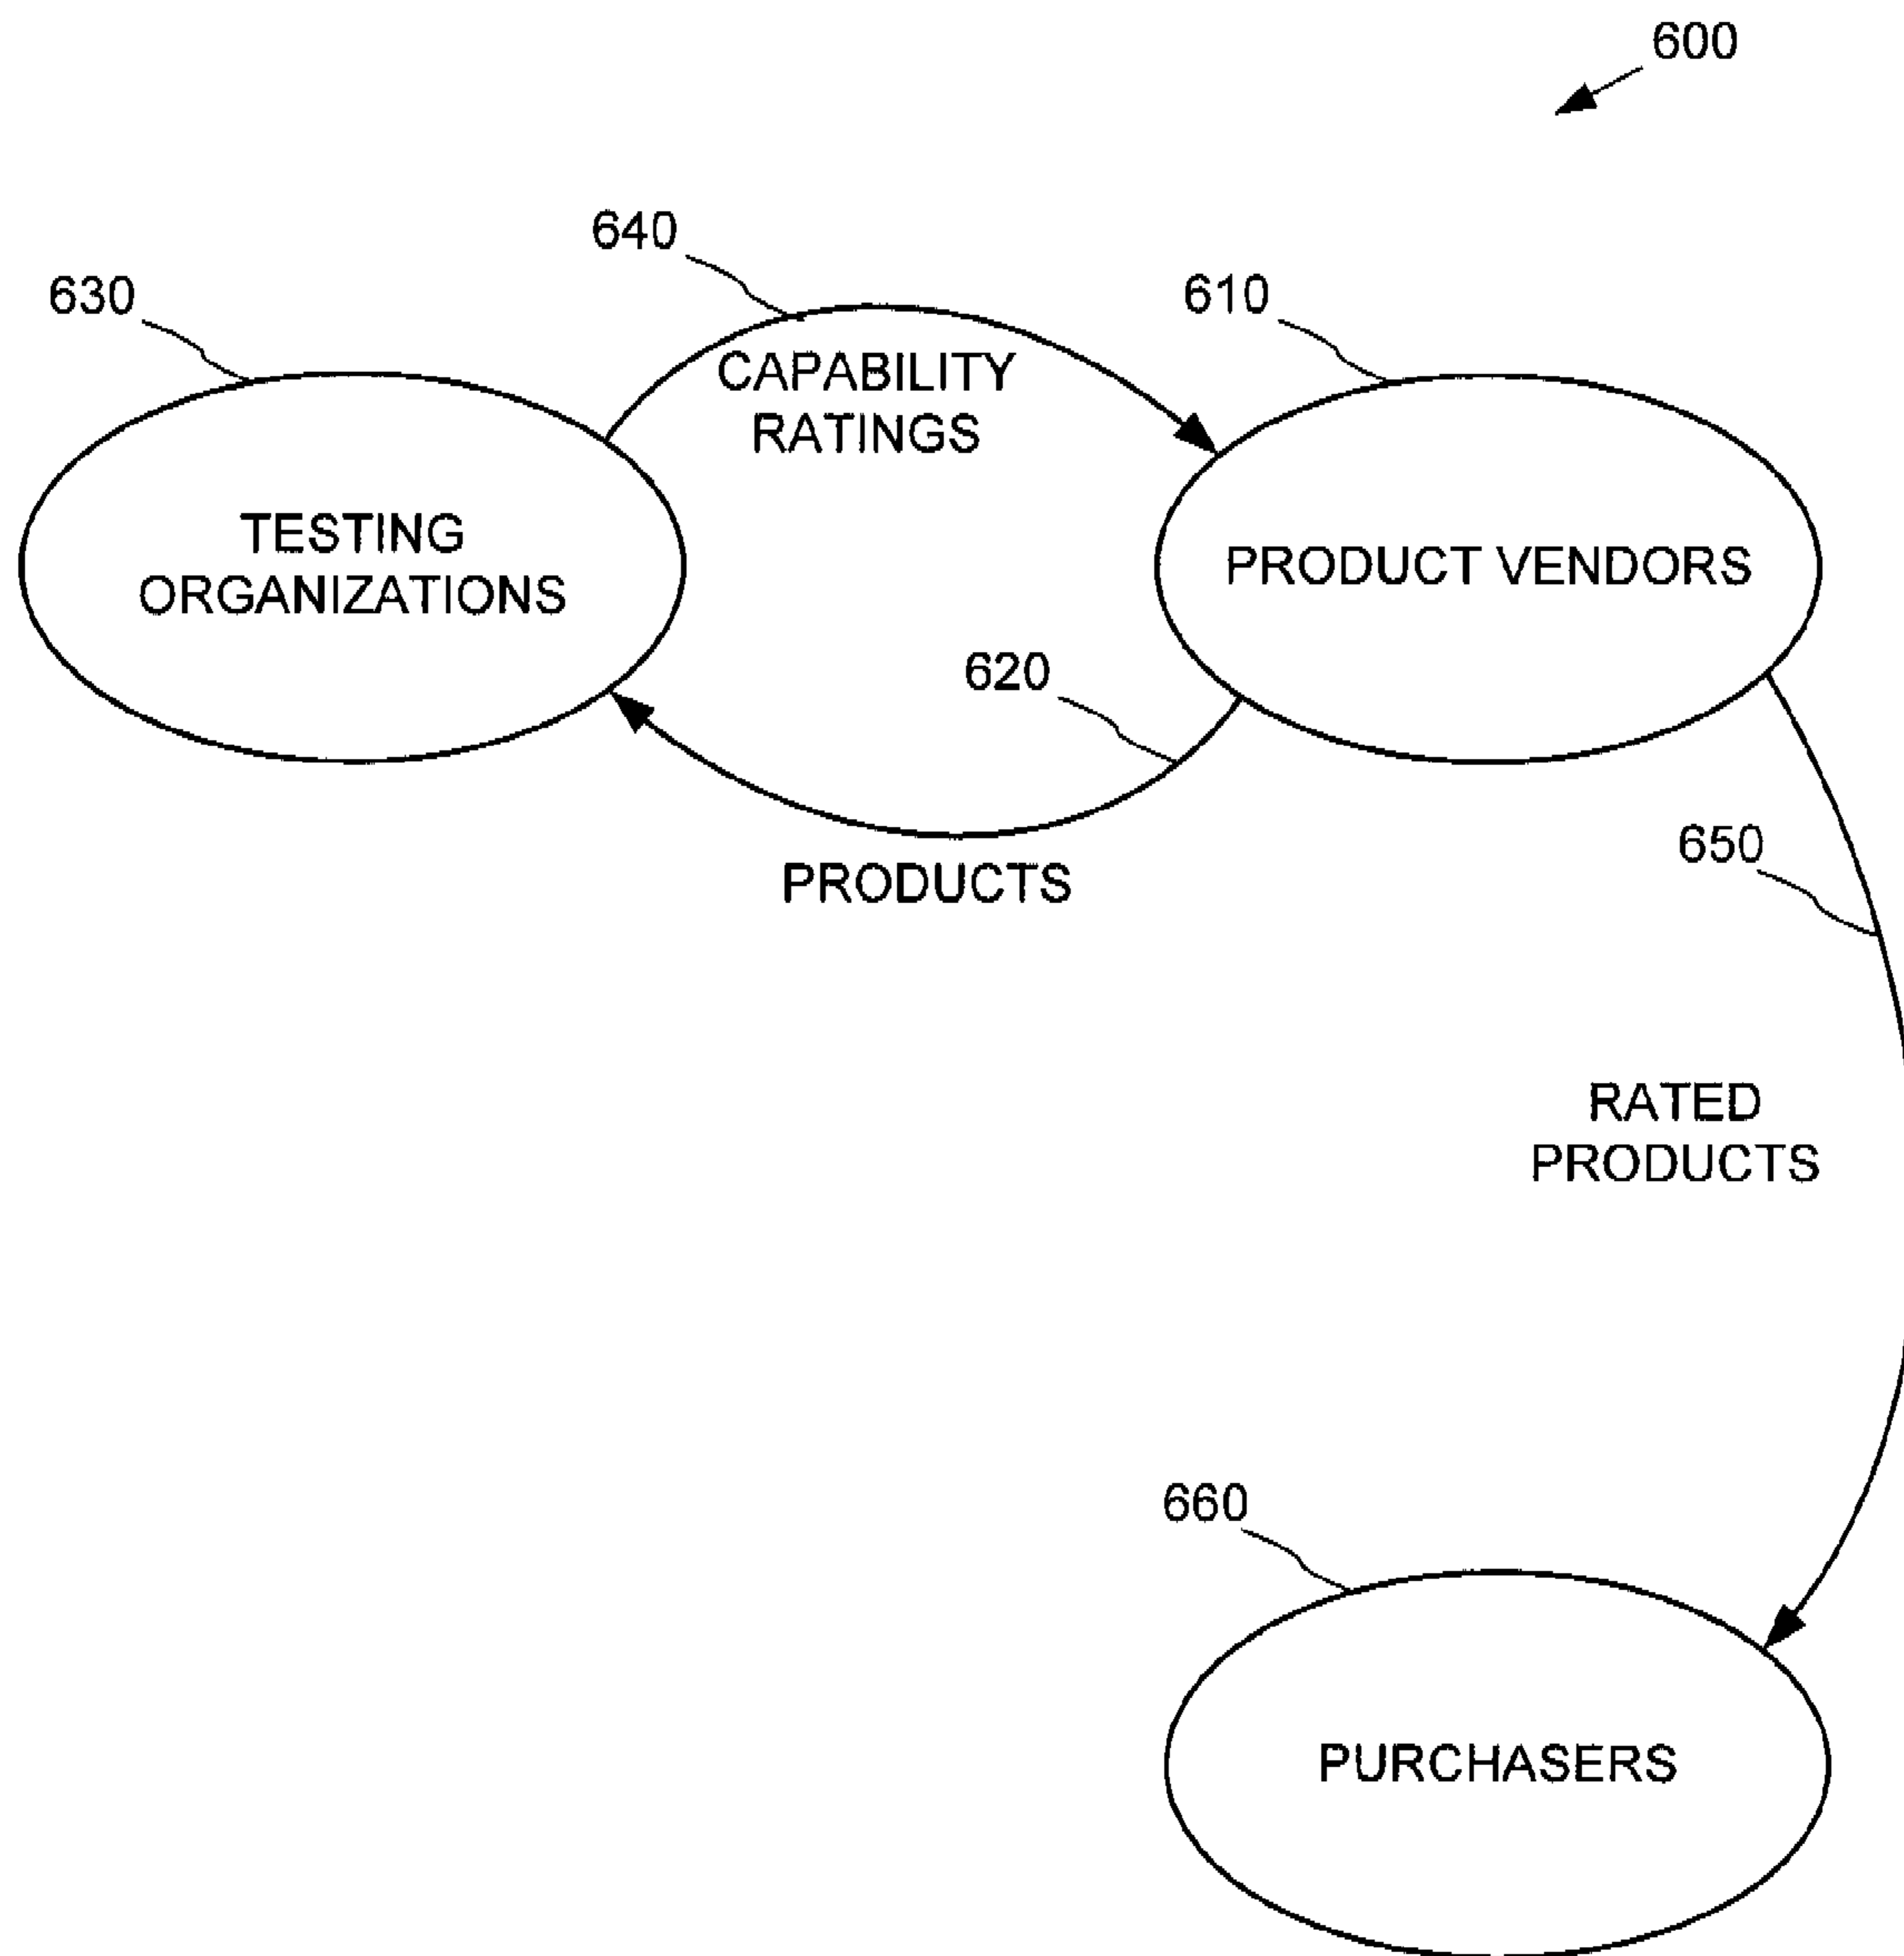 600
640
630
610
CAPABILITY
RATINGS
TESTING
ORGANIZATIONS
PRODUCT VENDORS
620
650
PRODUCTS
RATED
PRODUCTS
660
PURCHASERS